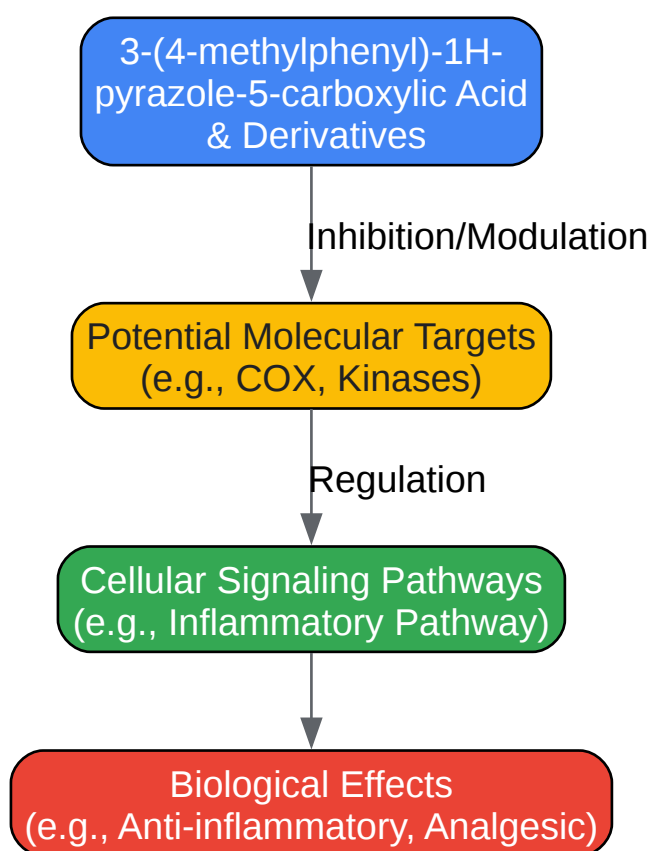 3-(4-methylphenyl)-1H-
pyrazole-5-carboxylic Acid
& Derivatives
Inhibition/Modulation
Potential Molecular Targets
(e.g., COX, Kinases)
Regulation
Cellular Signaling Pathways
(e.g., Inflammatory Pathway)
Biological Effects
(e.g., Anti-inflammatory, Analgesic)